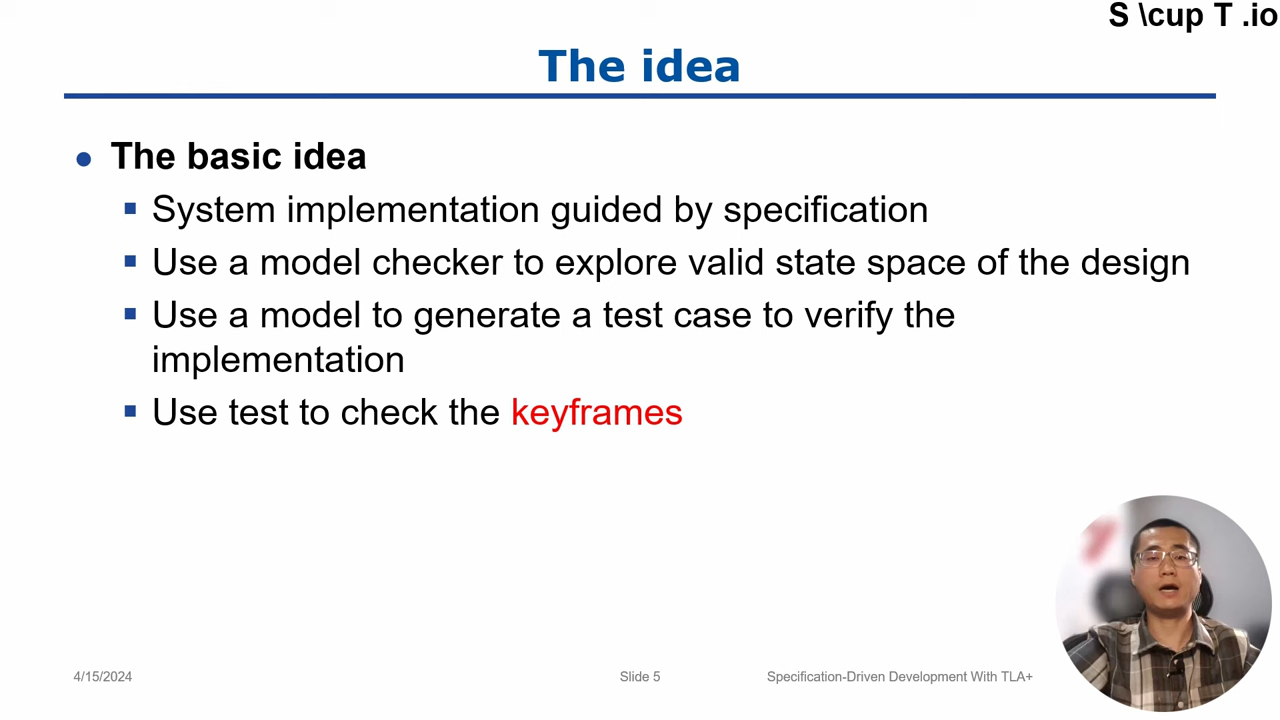 S \cup T .io
The idea
The basic idea
System implementation guided by specification
Use a model checker to explore valid state space of the design
Use a model to generate a test case to verify the
implementation
Use test to check the keyframes
4/15/2024
Slide 5
Specification-Driven Development With TLA+